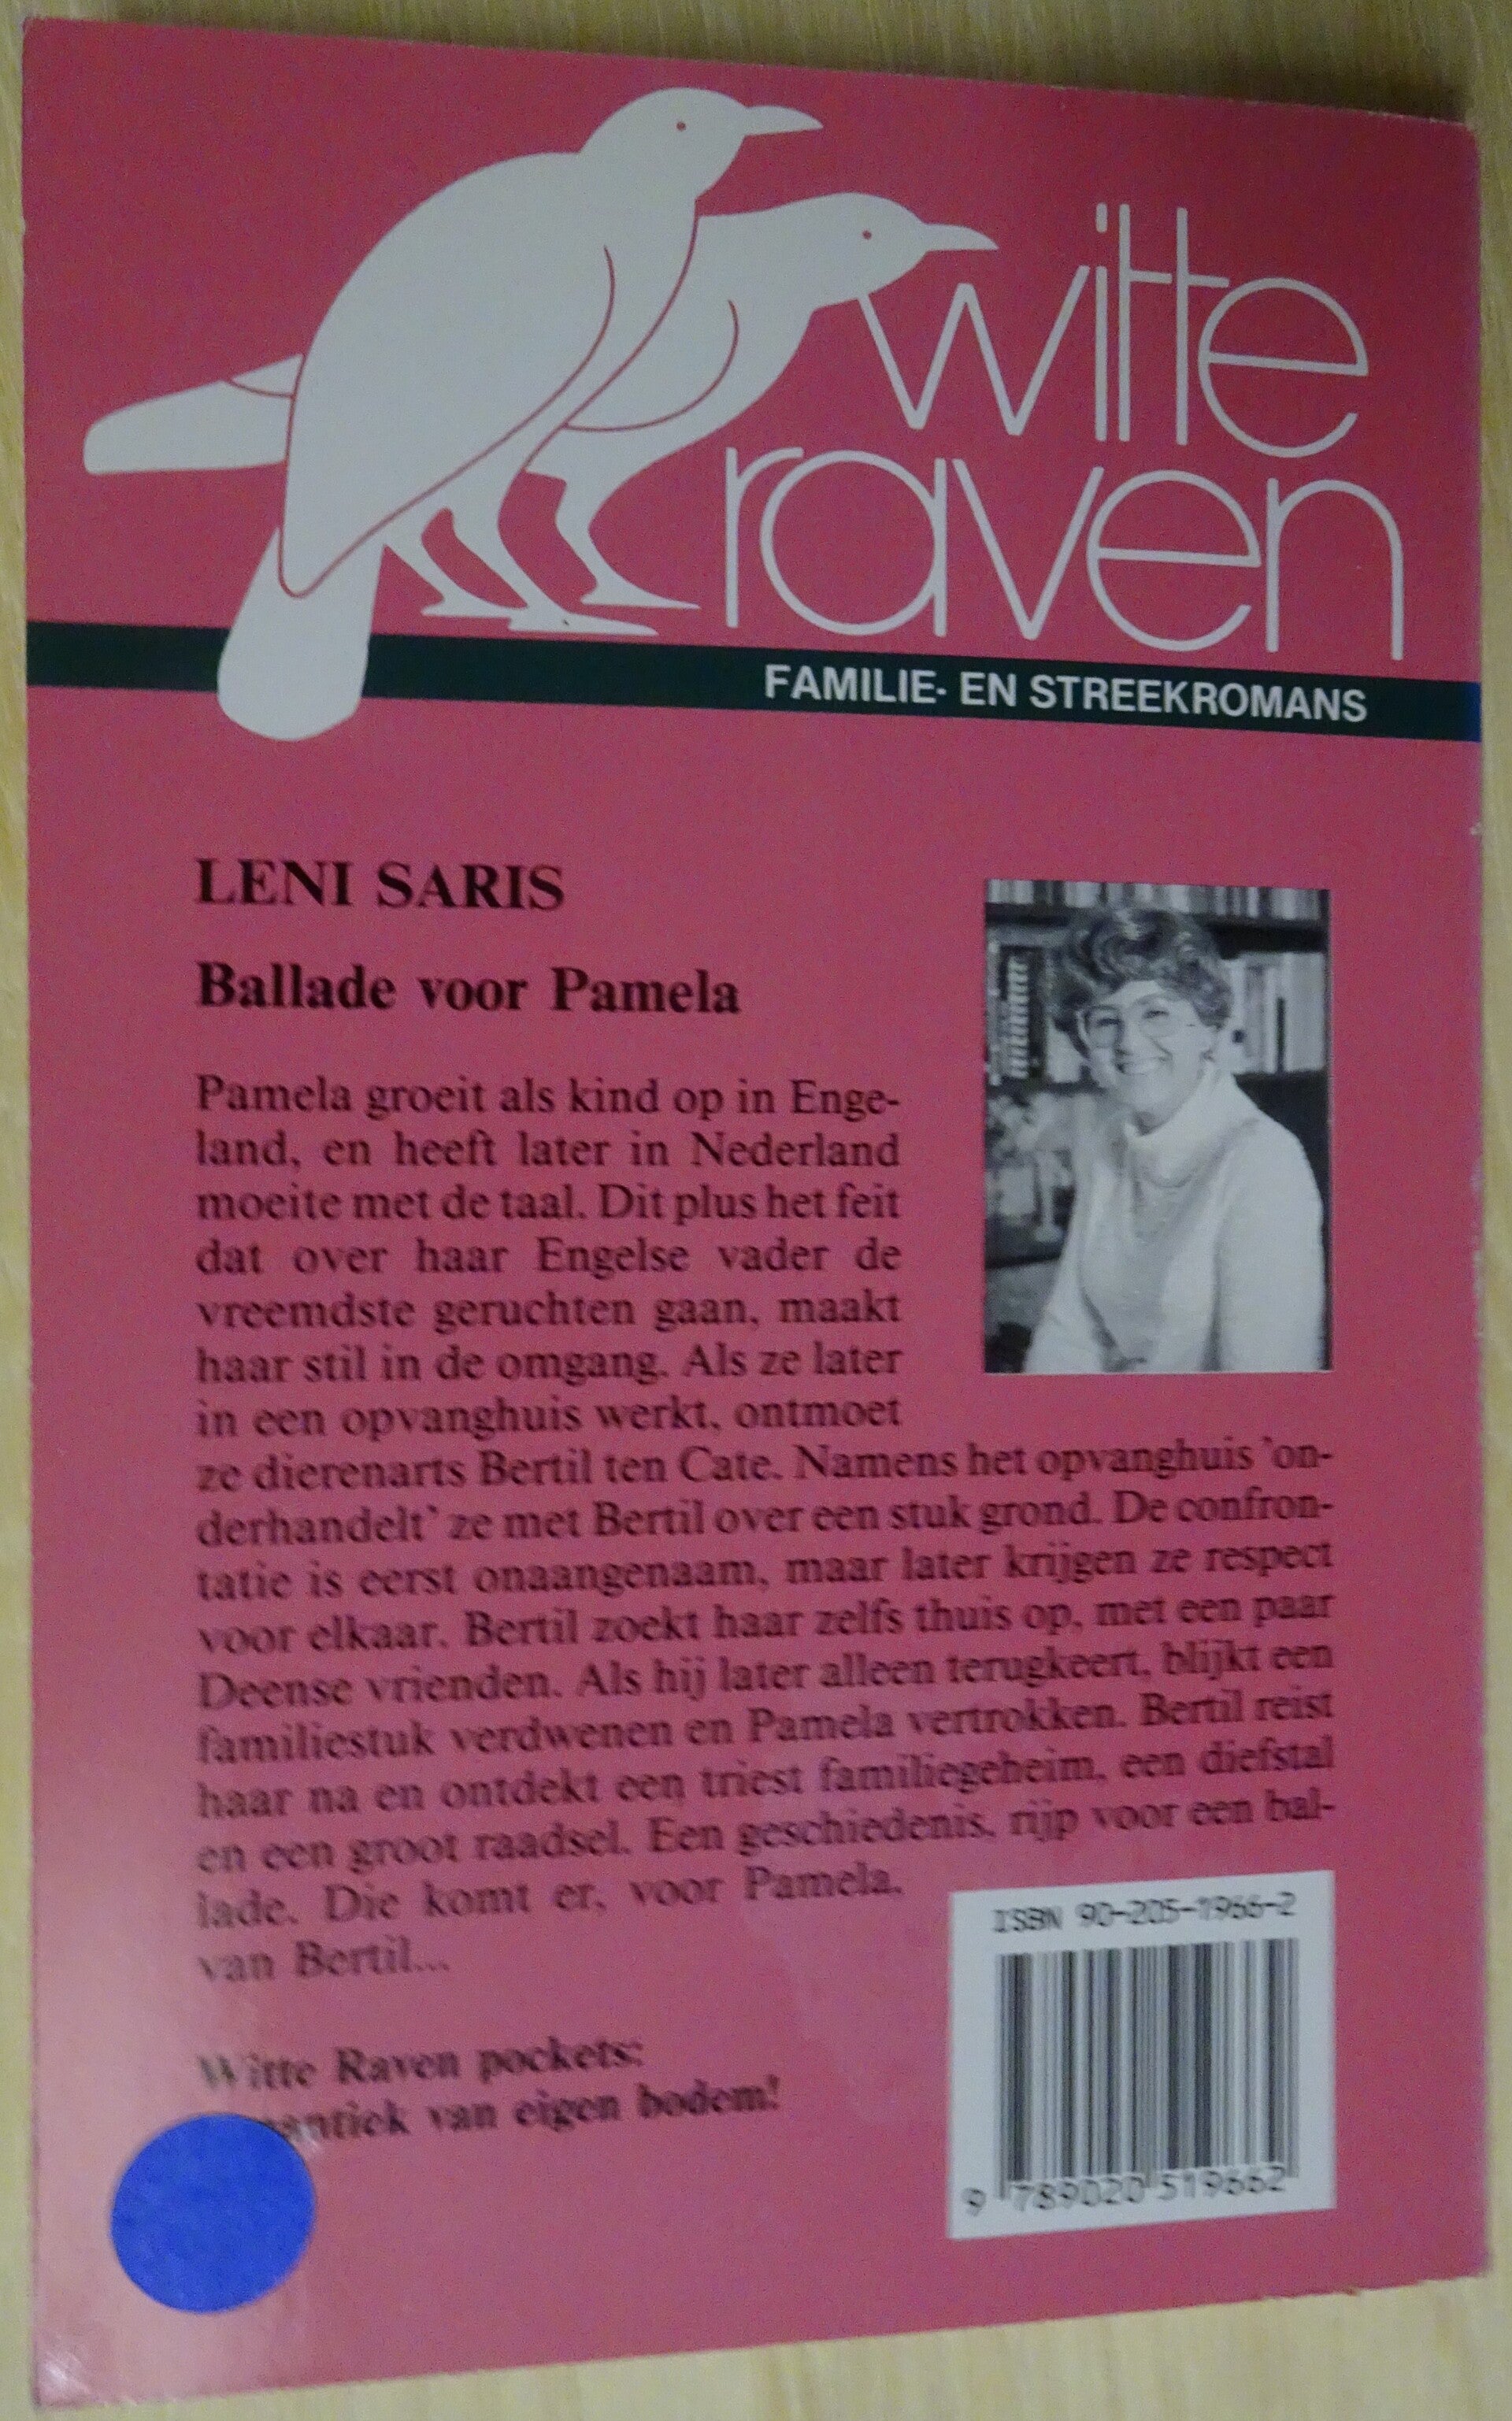 witte
raven
FAMILIE- EN STREEKROMANS
LENI SARIS
Ballade voor Pamela
Pamela groeit als kind op in Enge-
land, en heeft later in Nederland
moeite met de taal. Dit plus het feit
dat over haar Engelse vader de
vreemdste geruchten gaan, maakt
haar stil in de omgang. Als ze later
in een opvanghuis werkt, ontmoet
ze dierenarts Bertil ten Cate. Namens het opvanghuis 'on-
derhandelt' ze met Bertil over een stuk grond. De confron-
tatie is eerst onaangenaam, maar later krijgen ze respect
voor elkaar. Bertil zoekt haar zelfs thuis op, met een paar
Deense vrienden. Als hij later alleen terugkeert, blijkt een
familiestuk verdwenen en Pamela vertrokken. Bertil reist
haar na en ontdekt een triest familiegeheim, een diefstal
en een groot raadsel. Een geschiedenis, rijp voor een bal-
lade. Die komt er, voor Pamela,
van Bertil...
Witte Raven pockets:
van eigen bodem!
ISBN 90-205-1966-2
9 789020 519662